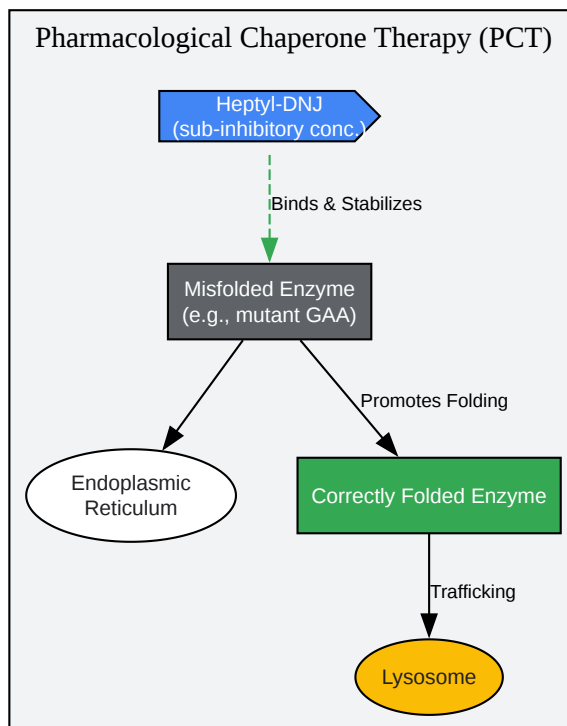 Pharmacological Chaperone Therapy (PCT)
Heptyl-DNJ
(sub-inhibitory conc.)
Binds & Stabilizes
Misfolded Enzyme
(e.g., mutant GAA)
Promotes Folding
Endoplasmic
Reticulum
Correctly Folded Enzyme
Trafficking
Lysosome